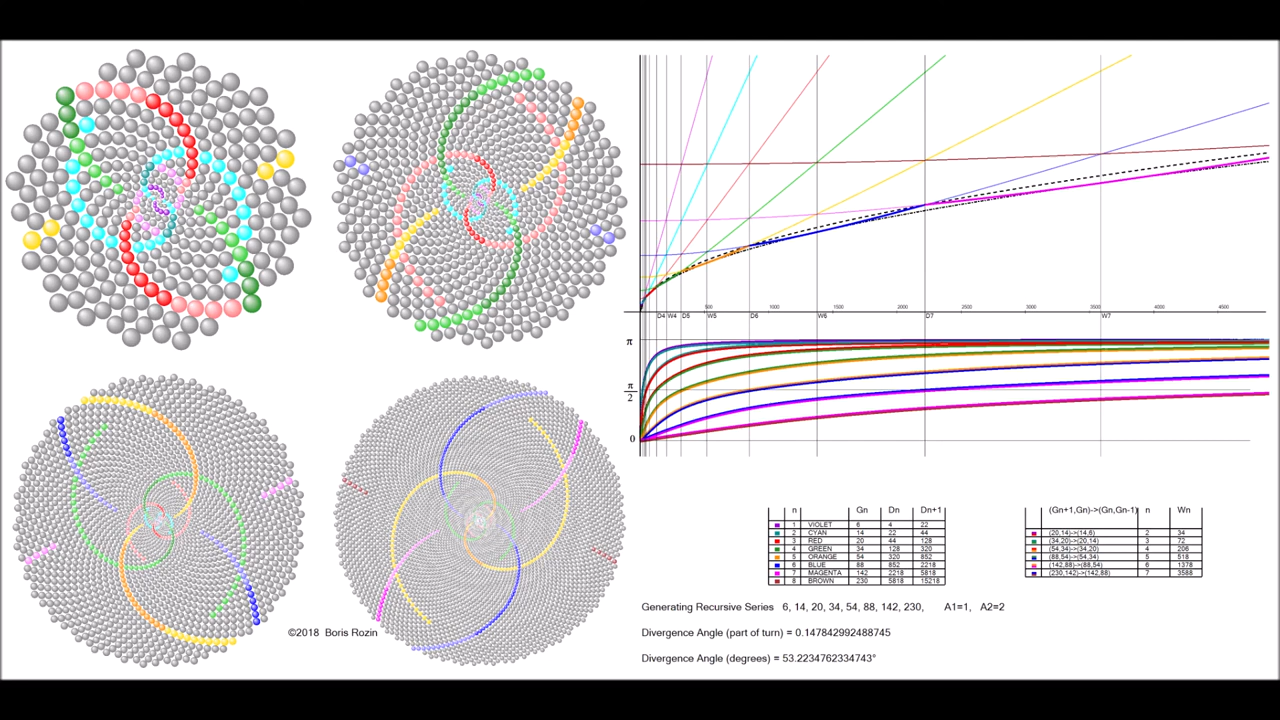 500 1000 1500 2000 2500 3000 3500 4000 4500
D4 W4 D5 W5 D6 W6 D7 W7
π
π
2
0
n Gn Dn Dn+1
1 VIOLET 6 4 22
2 CYAN 14 22 44
3 RED 20 44 128
4 GREEN 34 128 320
5 ORANGE 54 320 852
6 BLUE 88 852 2218
7 MAGENTA 142 2218 5818
8 BROWN 230 5818 15218
(Gn+1,Gn)->(Gn,Gn-1) n Wn
(20,14)->(14,6) 2 34
(34,20)->(20,14) 3 72
(54,34)->(34,20) 4 206
(88,54)->(54,34) 5 518
(142,88)->(88,54) 6 1378
(230,142)->(142,88) 7 3588
Generating Recursive Series 6, 14, 20, 34, 54, 88, 142, 230, A1=1, A2=2
©2018 Boris Rozin
Divergence Angle (part of turn) = 0.147842992488745
Divergence Angle (degrees) = 53.2234762334743°